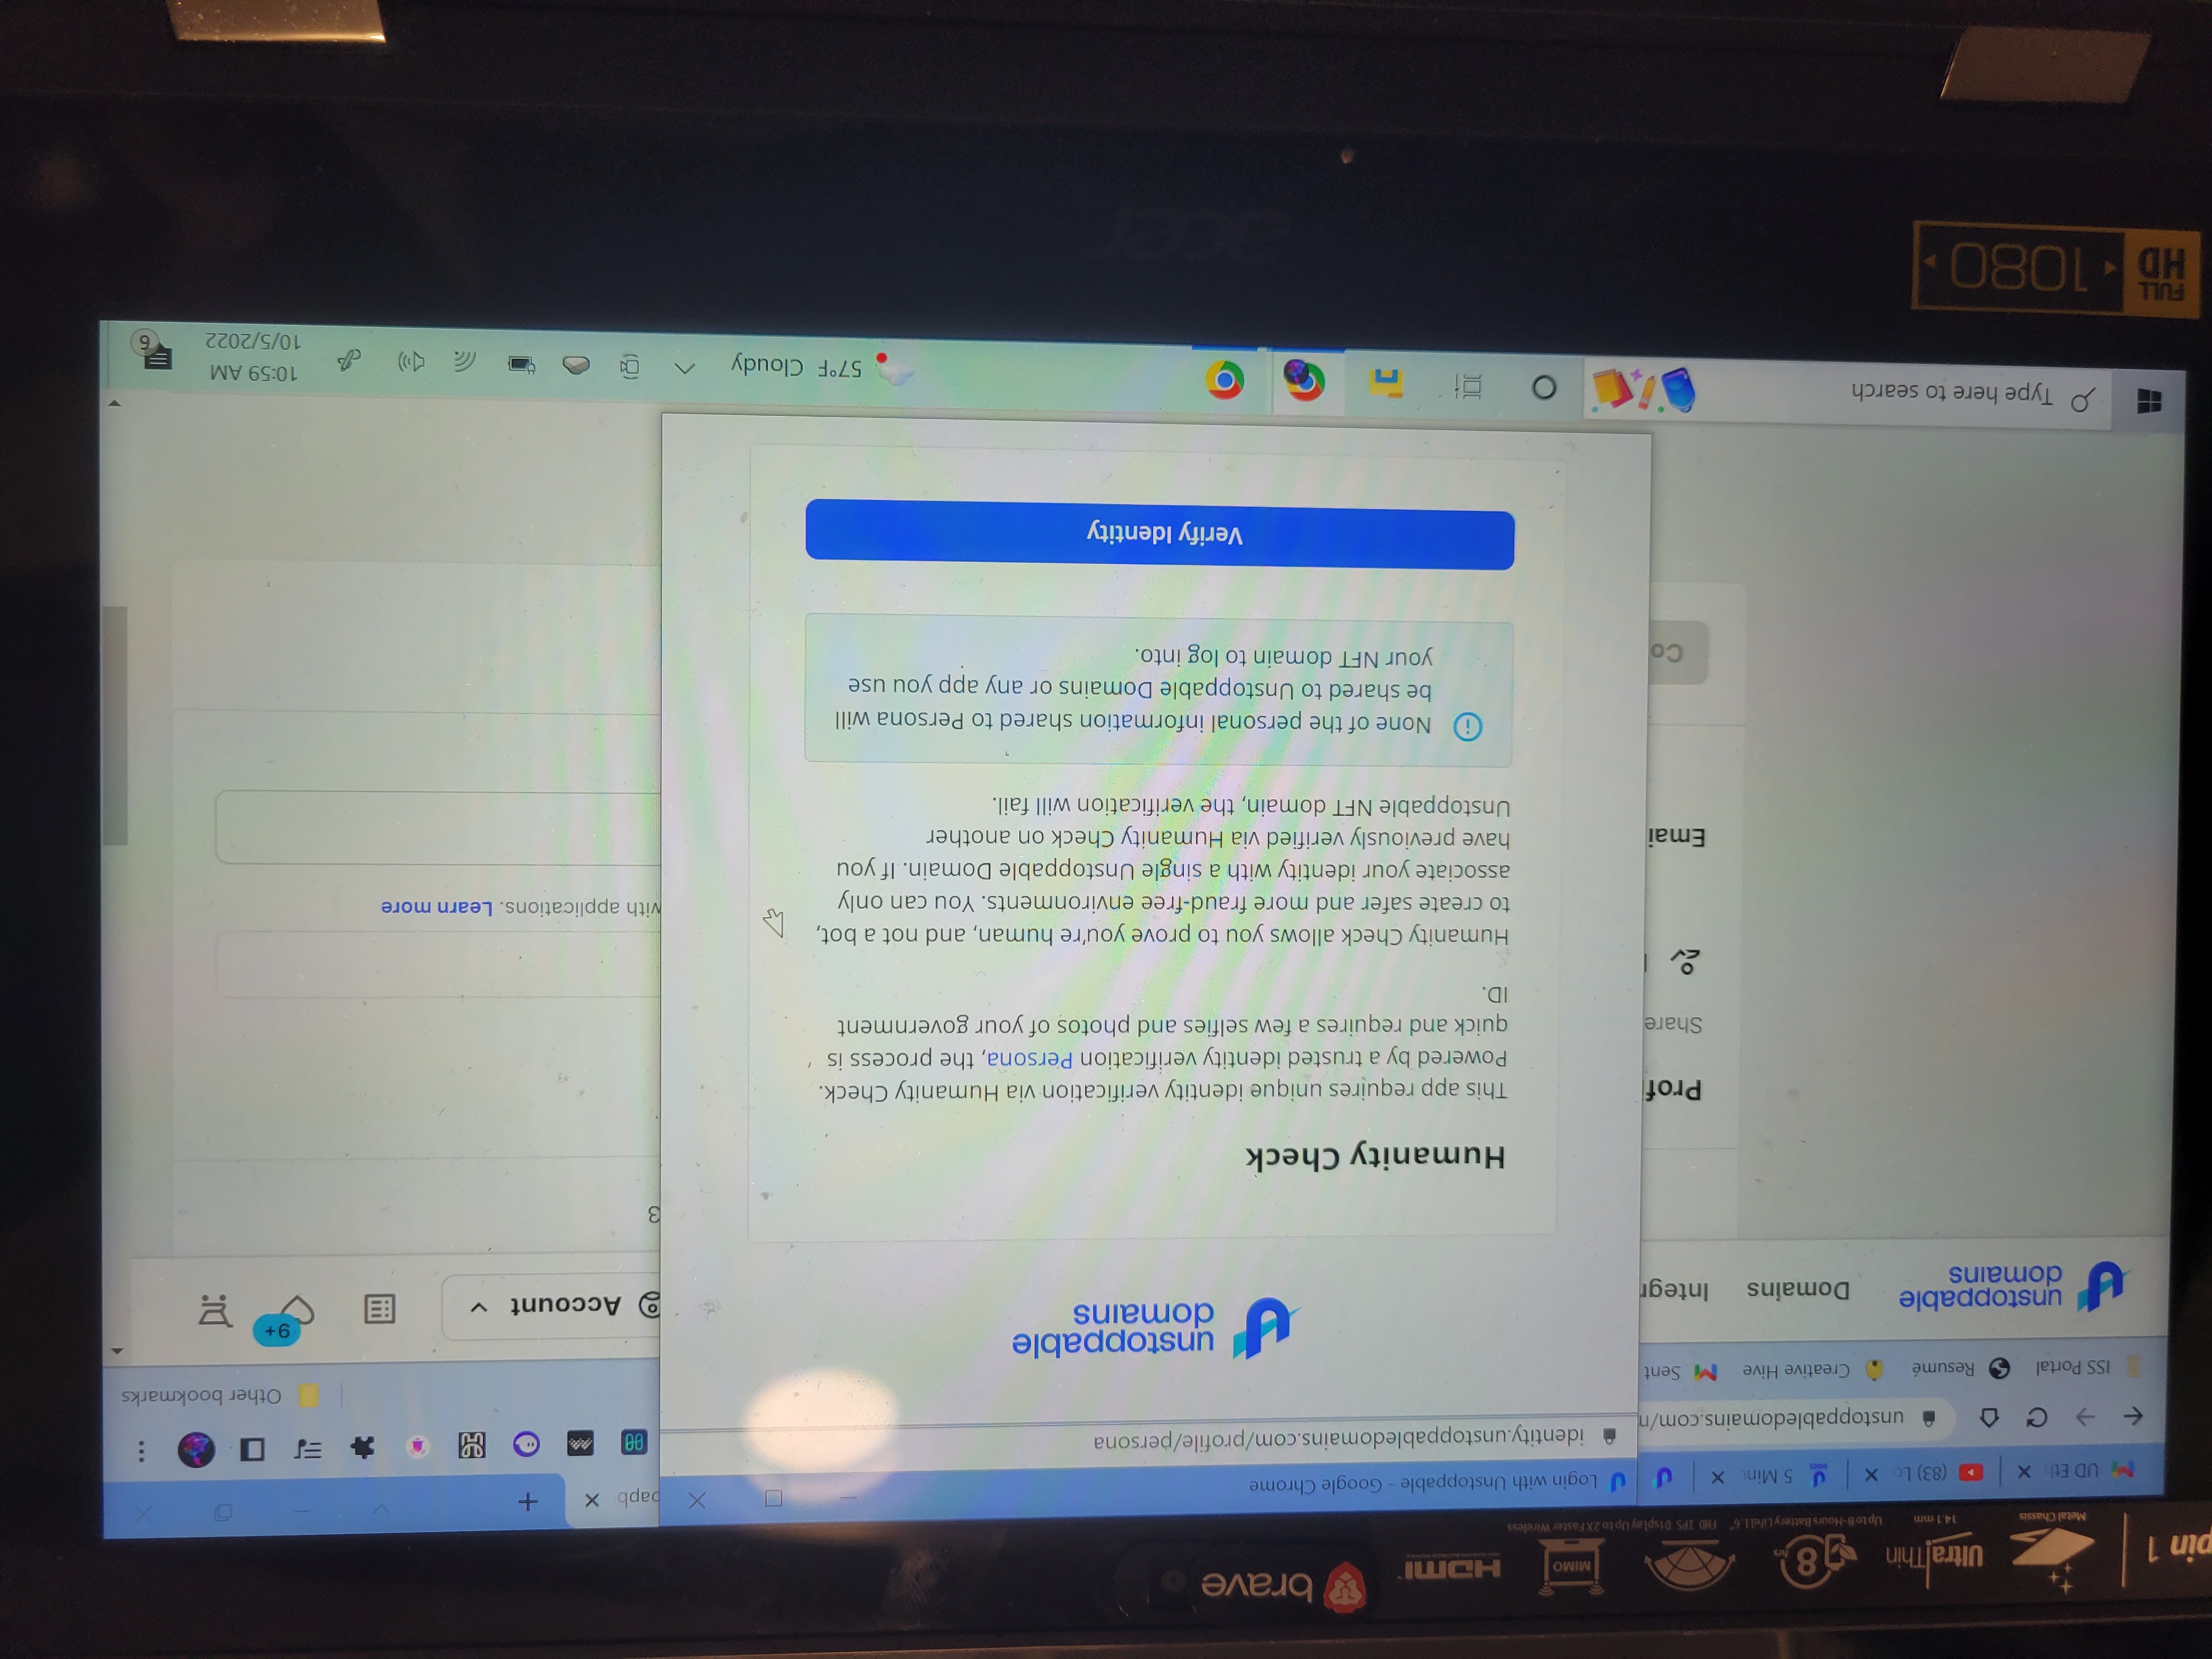 pin 1
Metal Chassis
Ultra Thin
14.1 mm
8 hrs
Up to 8-Hours Battery Life
11.6" FHD IPS Display
MIMO
Up to 2X Faster Wireless
HDMI
brave
UD Eth
(83) Lo
5 Minu
Login with Unstoppable - Google Chrome
bapb
unstoppabledomains.com/m
identity.unstoppabledomains.com/profile/persona
ISS Portal
Resumé
Creative Hive
Sent
Other bookmarks
unstoppable
domains
Domains
Integr
unstoppable
domains
Account
9+
3
Humanity Check
This app requires unique identity verification via Humanity Check.
Powered by a trusted identity verification Persona, the process is
quick and requires a few selfies and photos of your government
ID.
Humanity Check allows you to prove you're human, and not a bot,
to create safer and more fraud-free environments. You can only
associate your identity with a single Unstoppable Domain. If you
have previously verified via Humanity Check on another
Unstoppable NFT domain, the verification will fail.
None of the personal information shared to Persona will
be shared to Unstoppable Domains or any app you use
your NFT domain to log into.
Verify Identity
Profi
Share
Emai
Co
with applications. Learn more
Type here to search
57°F Cloudy
10:59 AM
10/5/2022
6
FULL
HD
1080
acer